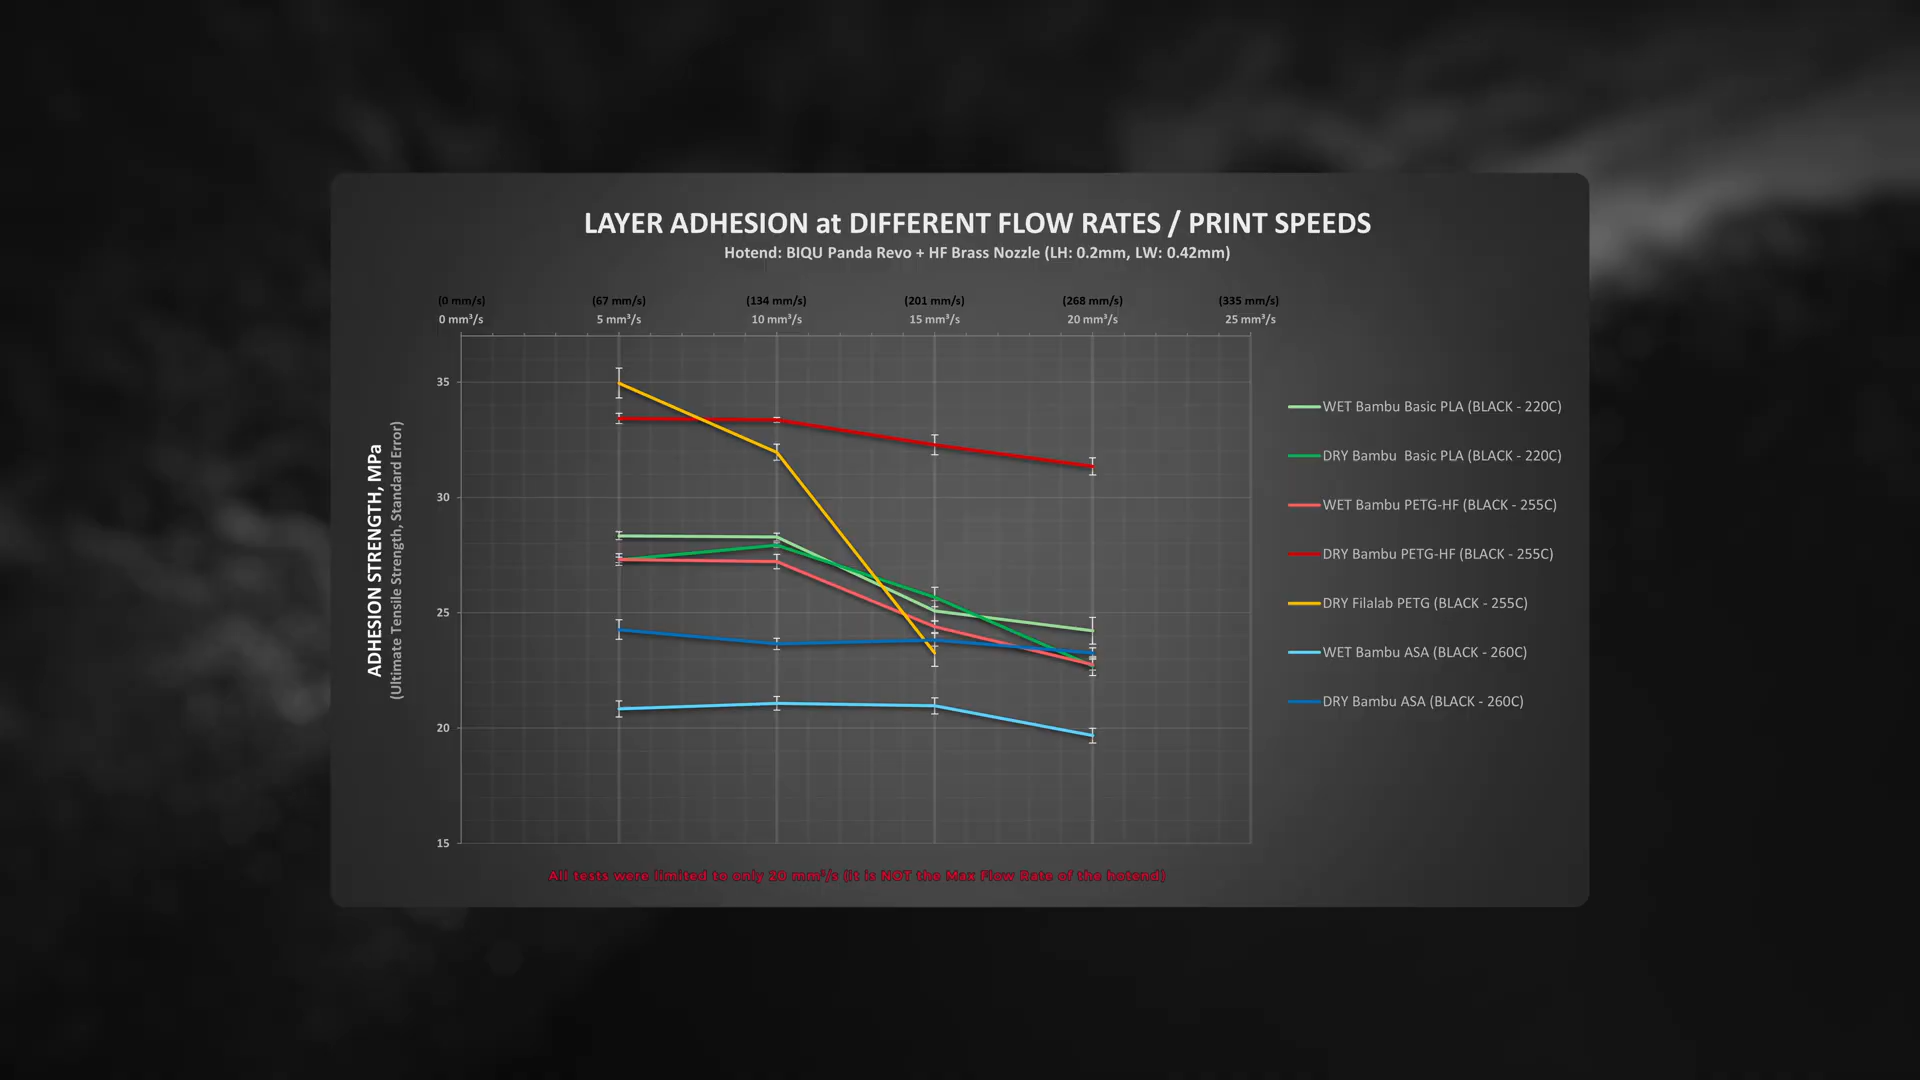 LAYER ADHESION at DIFFERENT FLOW RATES / PRINT SPEEDS
Hotend: BIQU Panda Revo + HF Brass Nozzle (LH: 0.2mm, LW: 0.42mm)
(0 mm/s) (67 mm/s) (134 mm/s) (201 mm/s) (268 mm/s) (335 mm/s)
0 mm³/s 5 mm³/s 10 mm³/s 15 mm³/s 20 mm³/s 25 mm³/s
ADHESION STRENGTH, MPa
(Ultimate Tensile Strength, Standard Error)
35
30
25
20
15
WET Bambu Basic PLA (BLACK - 220C)
DRY Bambu  Basic PLA (BLACK - 220C)
WET Bambu PETG-HF (BLACK - 255C)
DRY Bambu PETG-HF (BLACK - 255C)
DRY Filalab PETG (BLACK - 255C)
WET Bambu ASA (BLACK - 260C)
DRY Bambu ASA (BLACK - 260C)
All tests were limited to only 20 mm³/s (it is NOT the Max Flow Rate of the hotend)